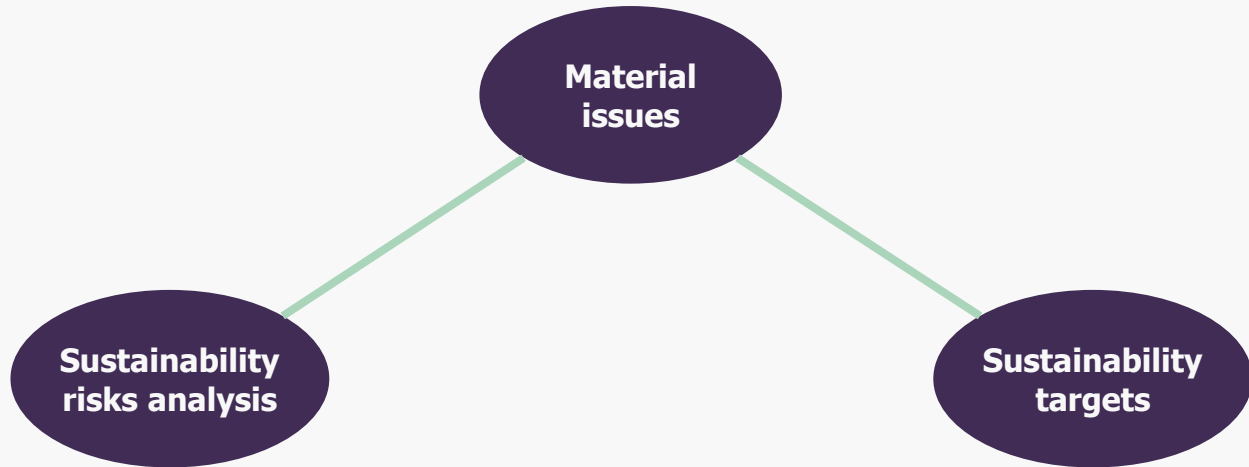 Material
issues
Sustainability
risks analysis
Sustainability
targets